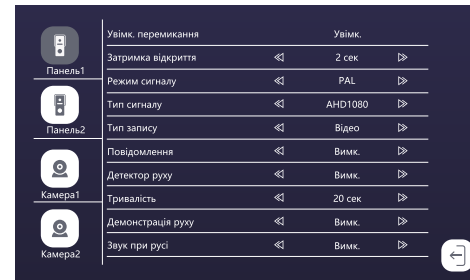 Панель1
Панель2
Камера1
Камера2
Увімк. перемикання Увімк.
Затримка відкриття 2 сек
Режим сигналу PAL
Тип сигналу AHD1080
Тип запису Відео
Повідомлення Вимк.
Детектор руху Вимк.
Тривалість 20 сек
Демонстрація руху Вимк.
Звук при русі Вимк.